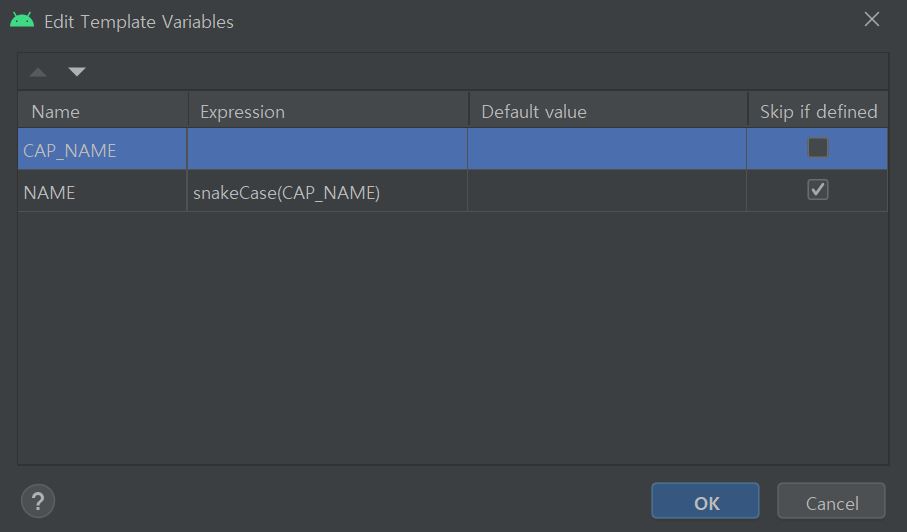 Edit Template Variables
Name Expression Default value Skip if defined
CAP_NAME
NAME snakeCase(CAP_NAME)
? OK Cancel